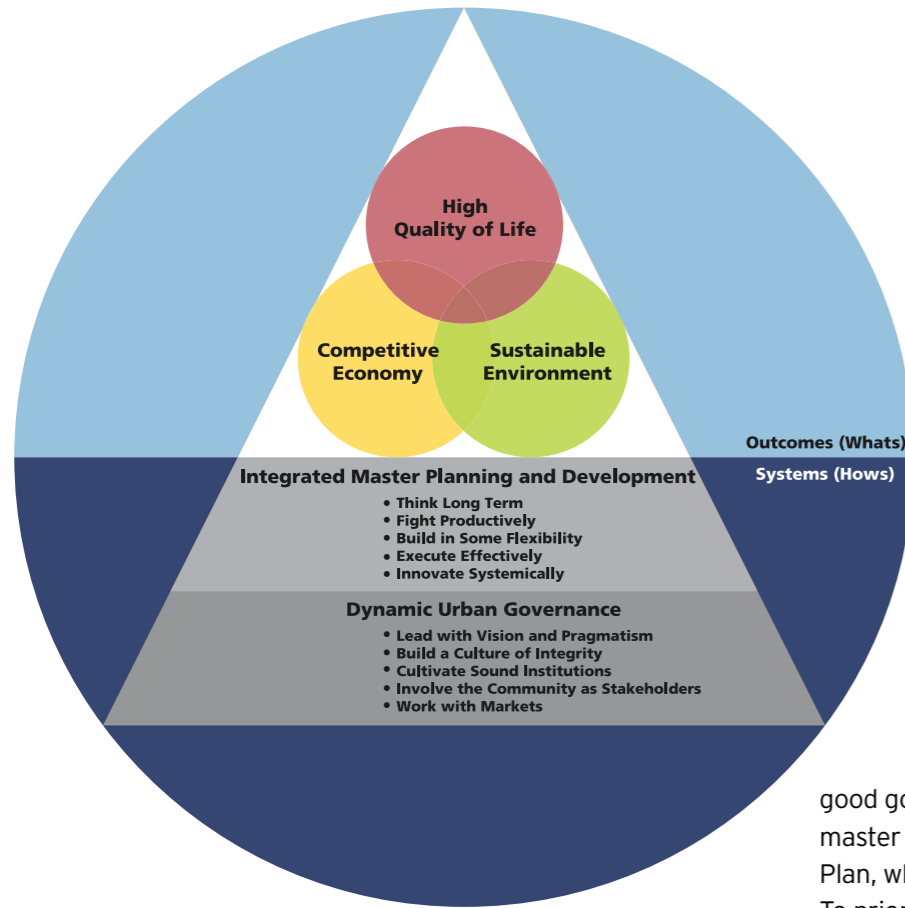 High
Quality of Life
Competitive
Economy
Sustainable
Environment
Outcomes (Whats)
Systems (Hows)
Integrated Master Planning and Development
• Think Long Term
• Fight Productively
• Build in Some Flexibility
• Execute Effectively
• Innovate Systemically
Dynamic Urban Governance
• Lead with Vision and Pragmatism
• Build a Culture of Integrity
• Cultivate Sound Institutions
• Involve the Community as Stakeholders
• Work with Markets
good
master
Plan,